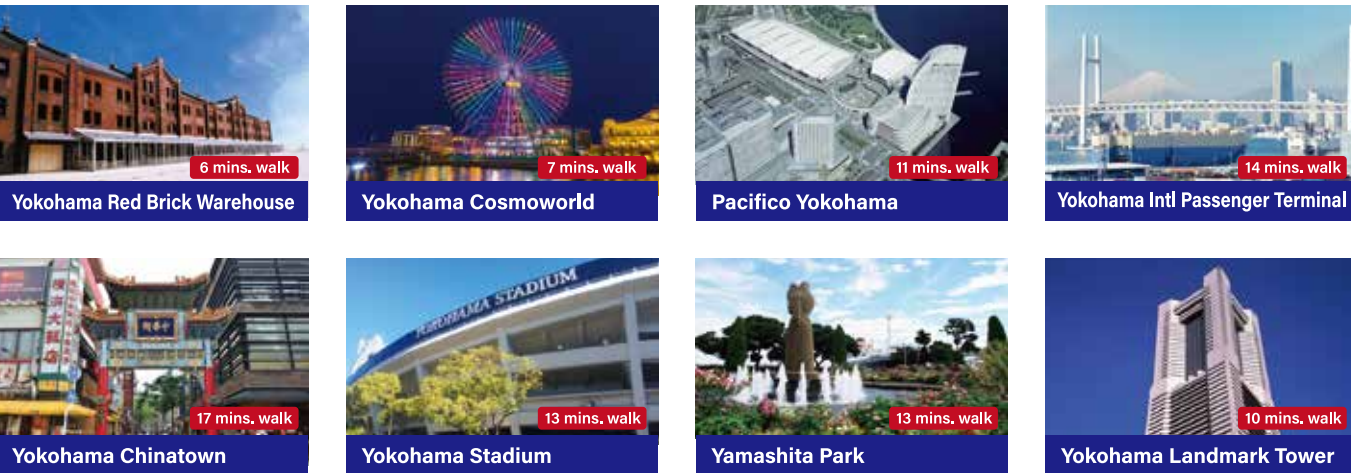 6 mins. walk
Yokohama Red Brick Warehouse
7 mins. walk
Yokohama Cosmoworld
11 mins. walk
Pacifico Yokohama
14 mins. walk
Yokohama Intl Passenger Terminal
17 mins. walk
Yokohama Chinatown
YOKOHAMA STADIUM
13 mins. walk
Yokohama Stadium
13 mins. walk
Yamashita Park
10 mins. walk
Yokohama Landmark Tower